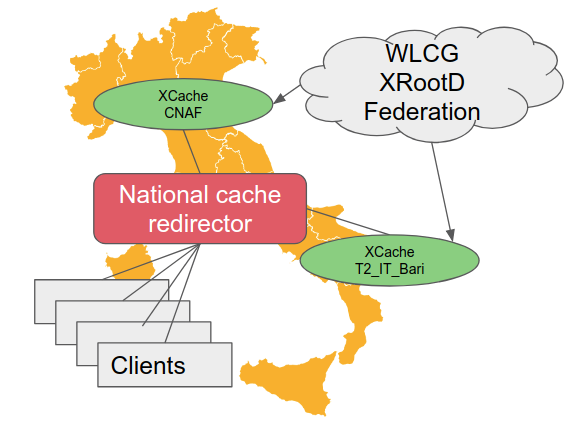 WLCG
XRootD
Federation
XCache
CNAF
National cache
redirector
XCache
T2_IT_Bari
Clients